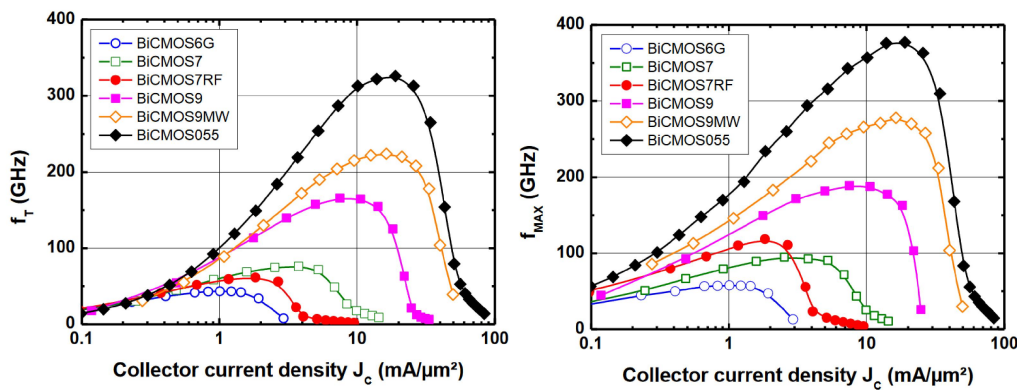 400
300
200
100
0
f_T (GHz)
BiCMOS6G
BiCMOS7
BiCMOS7RF
BiCMOS9
BiCMOS9MW
BiCMOS055
0.1 1 10 100
Collector current density J_C (mA/µm²)
400
300
200
100
0
f_MAX (GHz)
BiCMOS6G
BiCMOS7
BiCMOS7RF
BiCMOS9
BiCMOS9MW
BiCMOS055
0.1 1 10 100
Collector current density J_C (mA/µm²)